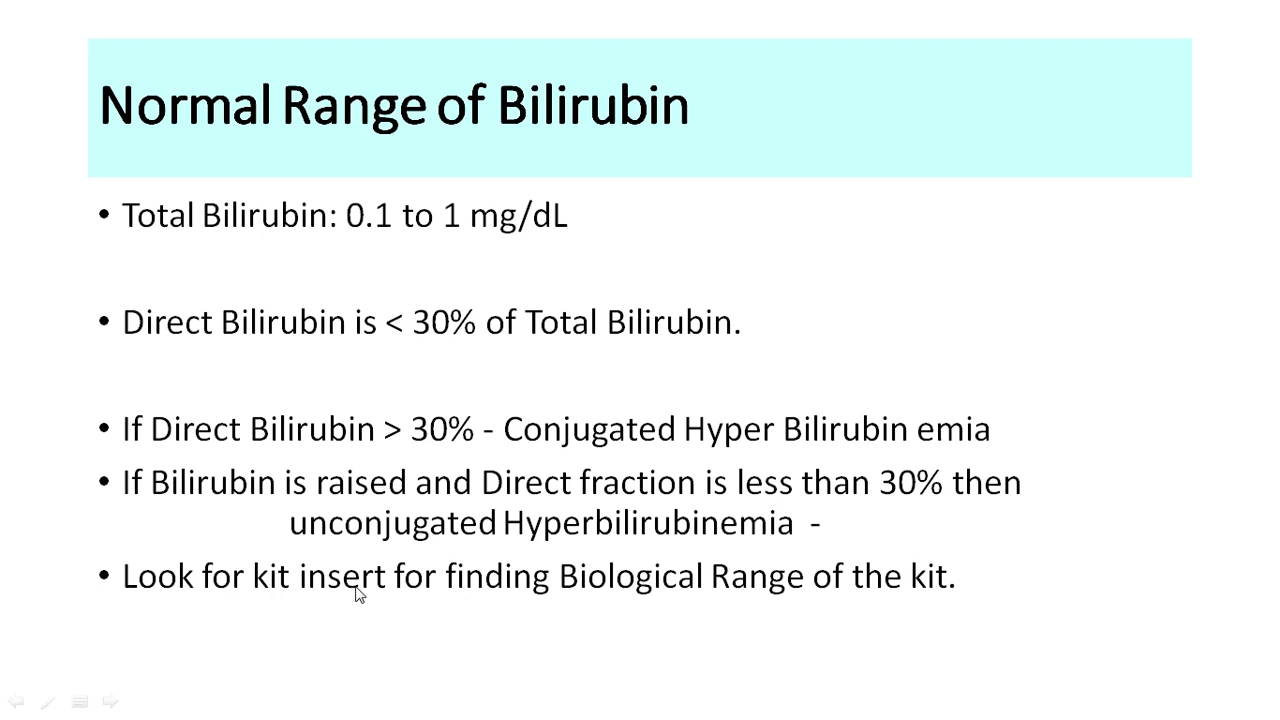 Normal Range of Bilirubin
• Total Bilirubin: 0.1 to 1 mg/dL
• Direct Bilirubin is < 30% of Total Bilirubin.
• If Direct Bilirubin > 30% - Conjugated Hyper Bilirubin emia
• If Bilirubin is raised and Direct fraction is less than 30% then
unconjugated Hyperbilirubinemia -
• Look for kit insert for finding Biological Range of the kit.